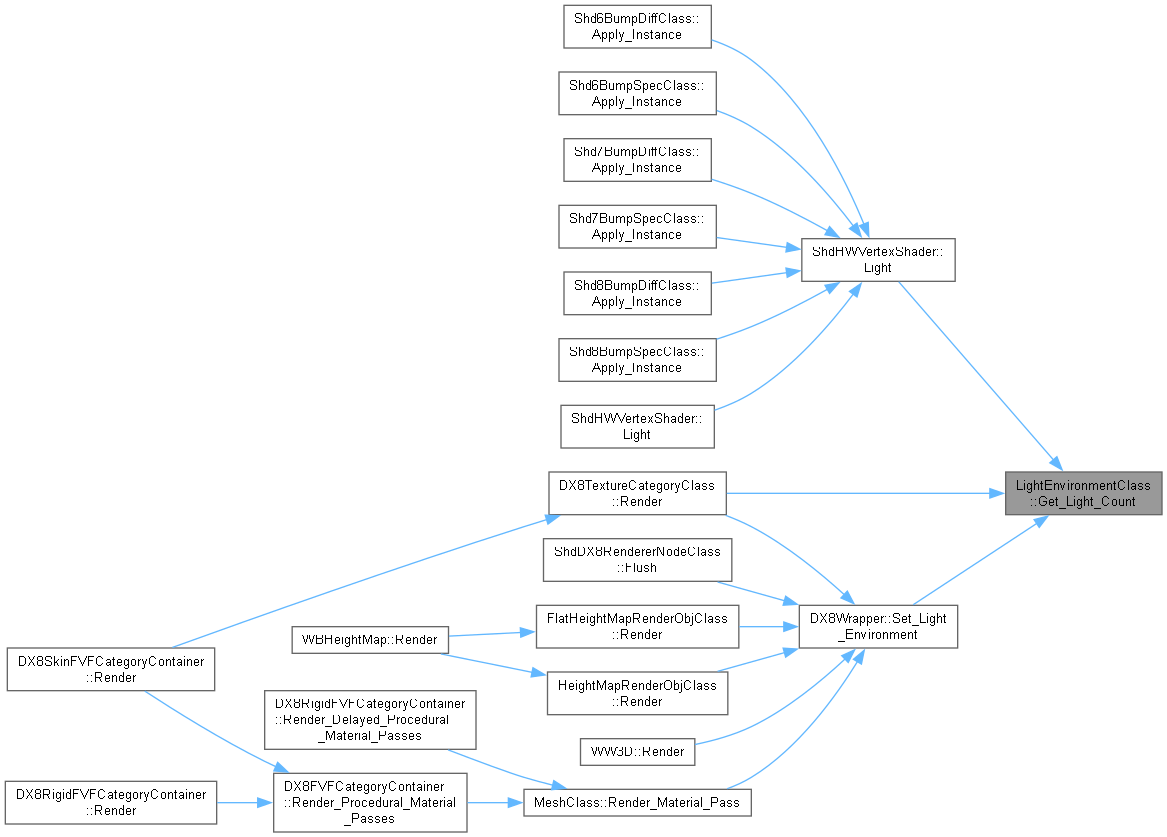 Shd6BumpDiffClass::
Apply_Instance
Shd6BumpSpecClass::
Apply_Instance
Shd7BumpDiffClass::
Apply_Instance
Shd7BumpSpecClass::
Apply_Instance
ShdHWVertexShader::
Light
Shd8BumpDiffClass::
Apply_Instance
Shd8BumpSpecClass::
Apply_Instance
ShdHWVertexShader::
Light
DX8TextureCategoryClass
::Render
LightEnvironmentClass
::Get_Light_Count
ShdDX8RendererNodeClass
::Flush
FlatHeightMapRenderObjClass
::Render
DX8Wrapper::Set_Light
_Environment
WBHeightMap::Render
DX8SkinFVFCategoryContainer
::Render
HeightMapRenderObjClass
::Render
DX8RigidFVFCategoryContainer
::Render_Delayed_Procedural
_Material_Passes
WW3D::Render
DX8RigidFVFCategoryContainer
::Render
DX8FVFCategoryContainer
::Render_Procedural_Material
_Passes
MeshClass::Render_Material_Pass